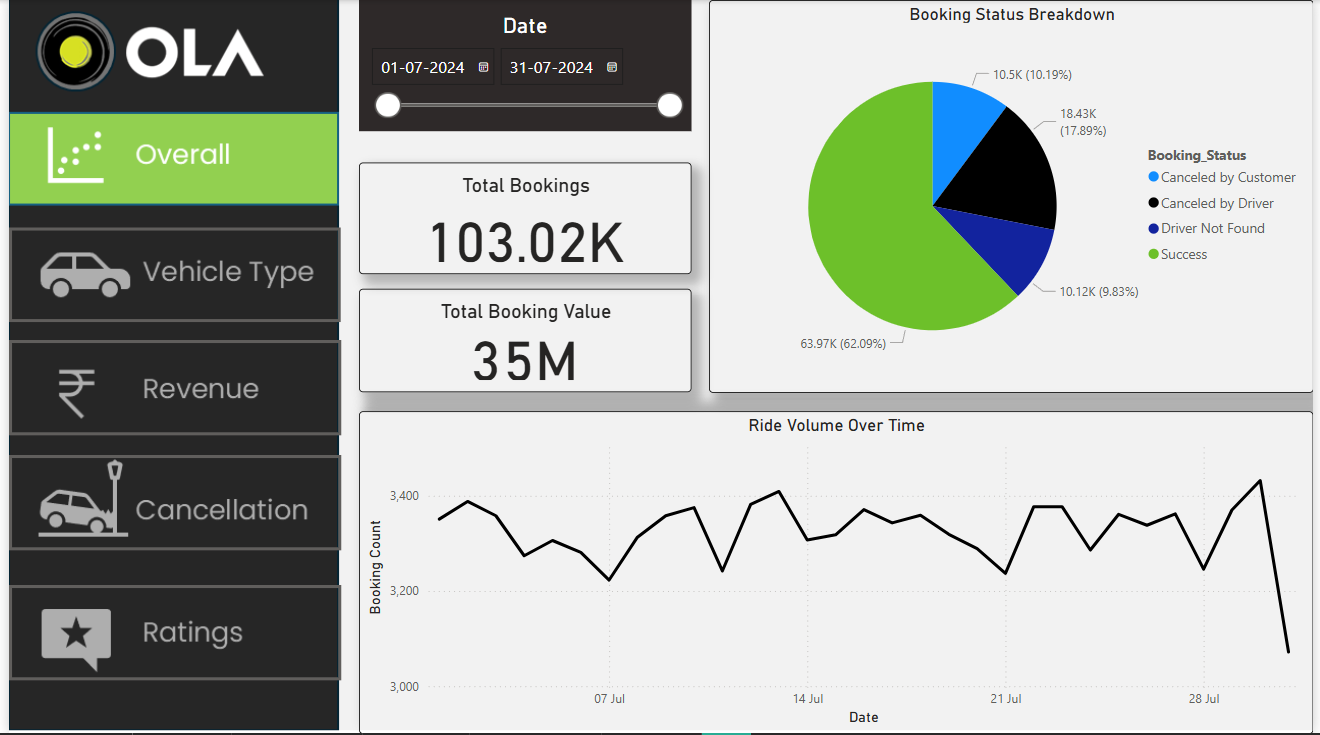 OLA
Overall
Vehicle Type
Revenue
Cancellation
Ratings
Date
01-07-2024
31-07-2024
Total Bookings
103.02K
Total Booking Value
35M
Booking Status Breakdown
10.5K (10.19%)
18.43K
(17.89%)
10.12K (9.83%)
63.97K (62.09%)
Booking_Status
Canceled by Customer
Canceled by Driver
Driver Not Found
Success
Ride Volume Over Time
Booking Count
3,400
3,200
3,000
07 Jul
14 Jul
21 Jul
28 Jul
Date